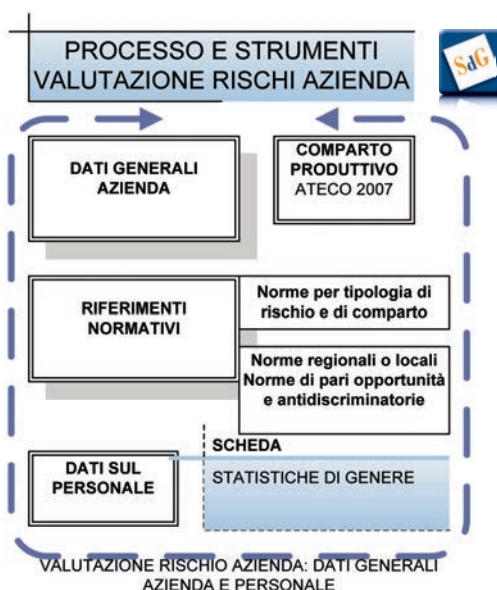 PROCESSO E STRUMENTI
VALUTAZIONE RISCHI AZIENDA
SdG
DATI GENERALI
AZIENDA
COMPARTO
PRODUTTIVO
ATECO 2007
RIFERIMENTI
NORMATIVI
Norme per tipologia di
rischio e di comparto
Norme regionali o locali
Norme di pari opportunità
e antidiscriminatorie
DATI SUL
PERSONALE
SCHEDA
STATISTICHE DI GENERE
VALUTAZIONE RISCHIO AZIENDA: DATI GENERALI
AZIENDA E PERSONALE